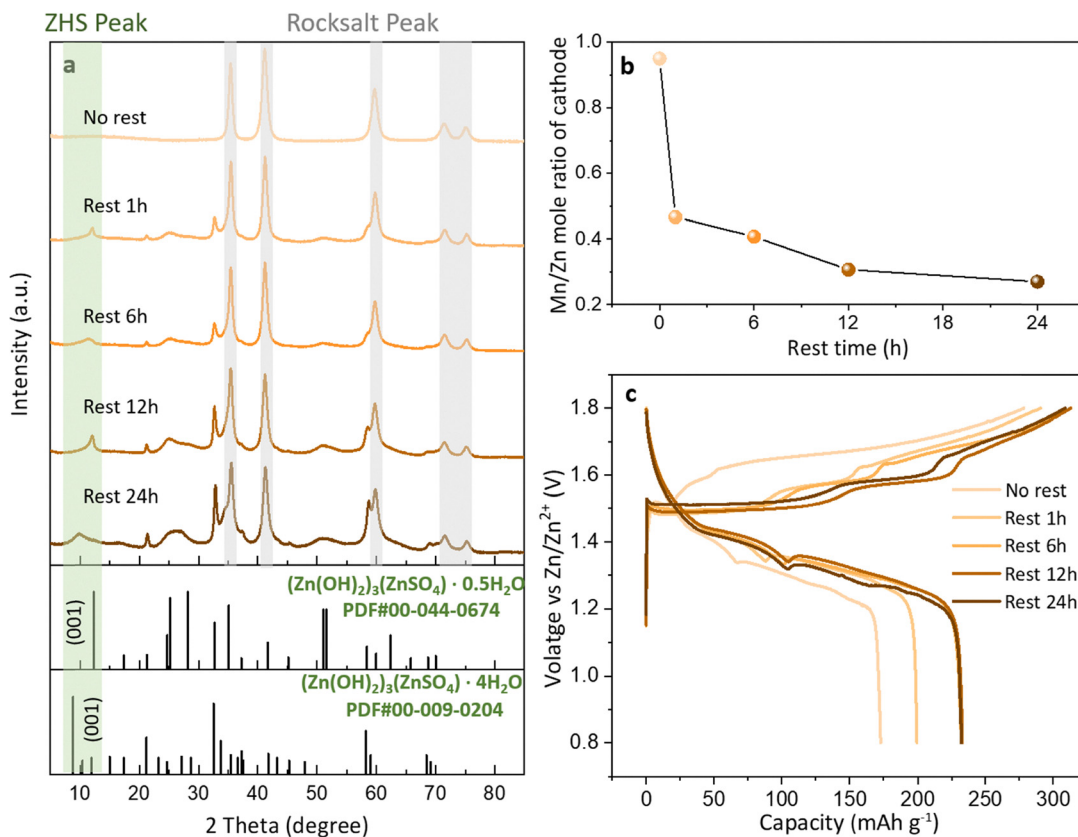 ZHS Peak
Rocksalt Peak
a
No rest
Rest 1h
Rest 6h
Rest 12h
Rest 24h
Intensity (a.u.)
(Zn(OH)₂)₃(ZnSO₄) · 0.5H₂O
PDF#00-044-0674
(001)
(Zn(OH)₂)₃(ZnSO₄) · 4H₂O
PDF#00-009-0204
(001)
10 20 30 40 50 60 70 80
2 Theta (degree)
b
Mn/Zn mole ratio of cathode
1.0
0.8
0.6
0.4
0.2
0 6 12 18 24
Rest time (h)
c
Volatge vs Zn/Zn²⁺ (V)
1.8
1.6
1.4
1.2
1.0
0.8
No rest
Rest 1h
Rest 6h
Rest 12h
Rest 24h
0 50 100 150 200 250 300
Capacity (mAh g⁻¹)